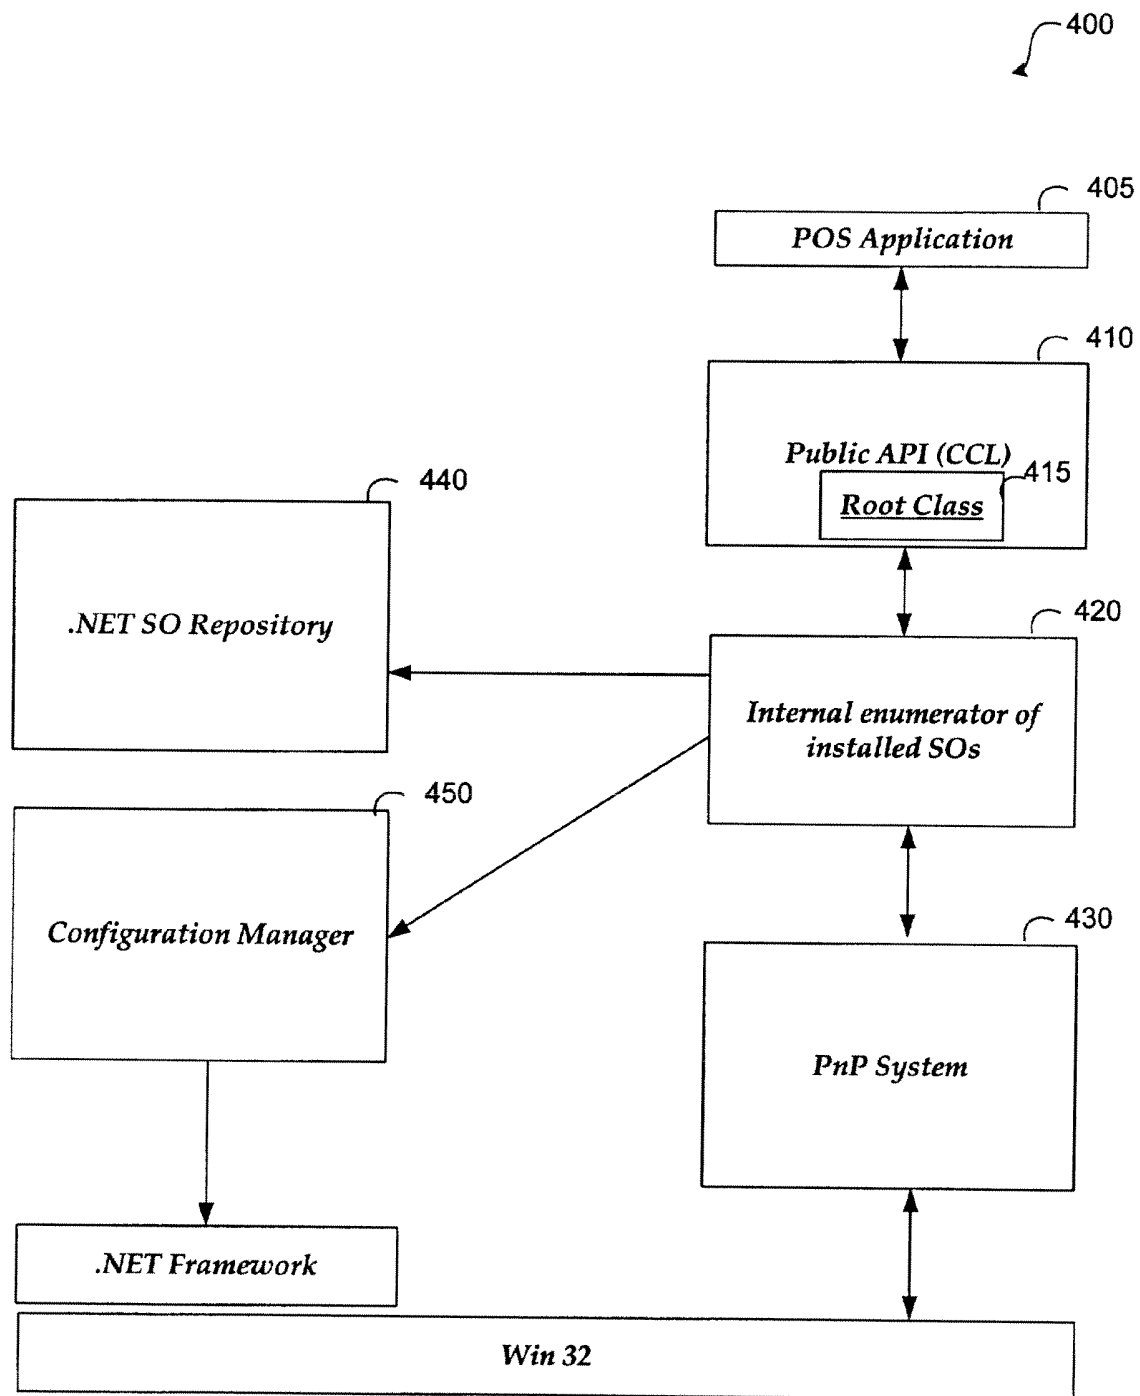 400
405
POS Application
410
Public API (CCL)
415
Root Class
440
.NET SO Repository
420
Internal enumerator of
installed SOs
450
Configuration Manager
430
PnP System
.NET Framework
Win 32